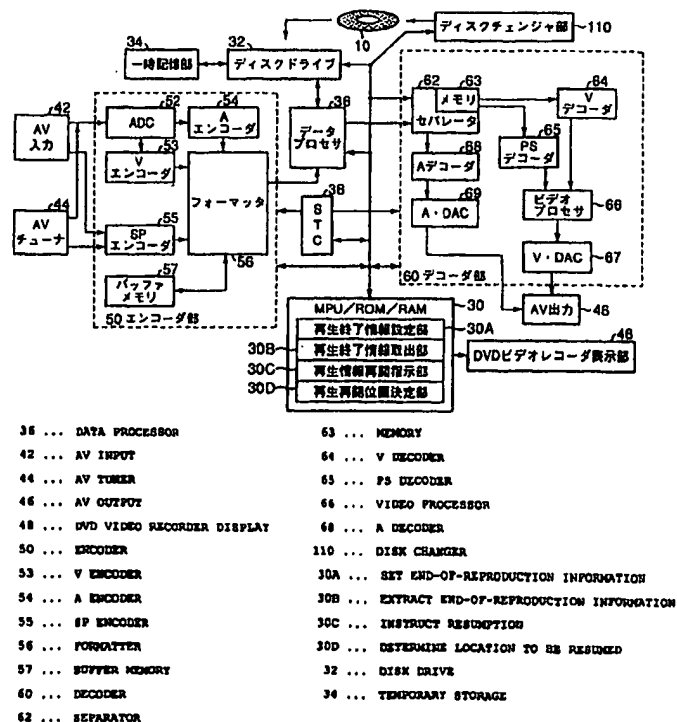 34
32
10
ディスクチェンジャ部
110
一時記憶部
ディスクドライブ
42
AV
入力
52
ADC
54
A
エンコーダ
36
データ
プロセサ
62
63
メモリ
セパレータ
64
V
デコーダ
65
PS
デコーダ
53
V
エンコーダ
フォーマッタ
68
Aデコーダ
44
AV
チューナ
55
SP
エンコーダ
38
STC
69
A・DAC
ビデオ
プロセサ
66
57
バッファ
メモリ
56
V・DAC
67
50 エンコーダ部
60 デコーダ部
MPU/ROM/RAM
30
AV出力
46
再生終了情報設定部
30A
30B
再生終了情報取出部
30C
再生情報再開指示部
30D
再生再開位置決定部
48
DVDビデオレコーダ表示部
36 ... DATA PROCESSOR
42 ... AV INPUT
44 ... AV TUNER
46 ... AV OUTPUT
48 ... DVD VIDEO RECORDER DISPLAY
50 ... ENCODER
53 ... V ENCODER
54 ... A ENCODER
55 ... SP ENCODER
56 ... FORMATTER
57 ... BUFFER MEMORY
60 ... DECODER
62 ... SEPARATOR
63 ... MEMORY
64 ... V DECODER
65 ... PS DECODER
66 ... VIDEO PROCESSOR
68 ... A DECODER
110 ... DISK CHANGER
30A ... SET END-OF-REPRODUCTION INFORMATION
30B ... EXTRACT END-OF-REPRODUCTION INFORMATION
30C ... INSTRUCT RESUMPTION
30D ... DETERMINE LOCATION TO BE RESUMED
32 ... DISK DRIVE
34 ... TEMPORARY STORAGE